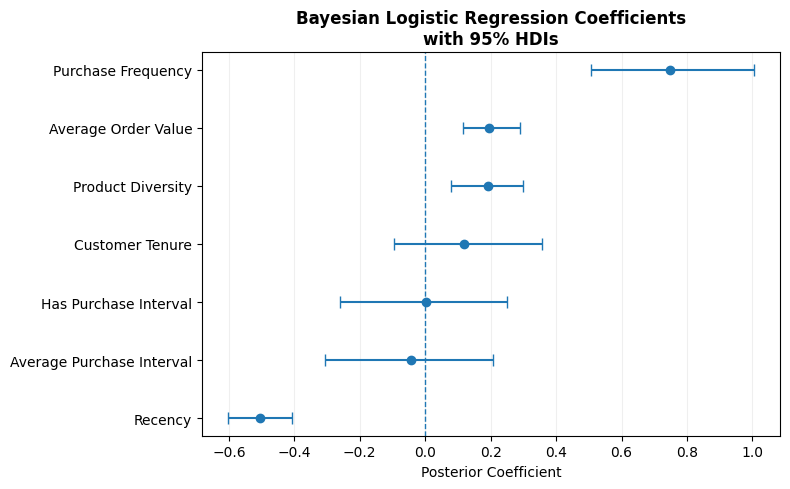 Bayesian Logistic Regression Coefficients
with 95% HDIs
Purchase Frequency
Average Order Value
Product Diversity
Customer Tenure
Has Purchase Interval
Average Purchase Interval
Recency
−0.6 −0.4 −0.2 0.0 0.2 0.4 0.6 0.8 1.0
Posterior Coefficient